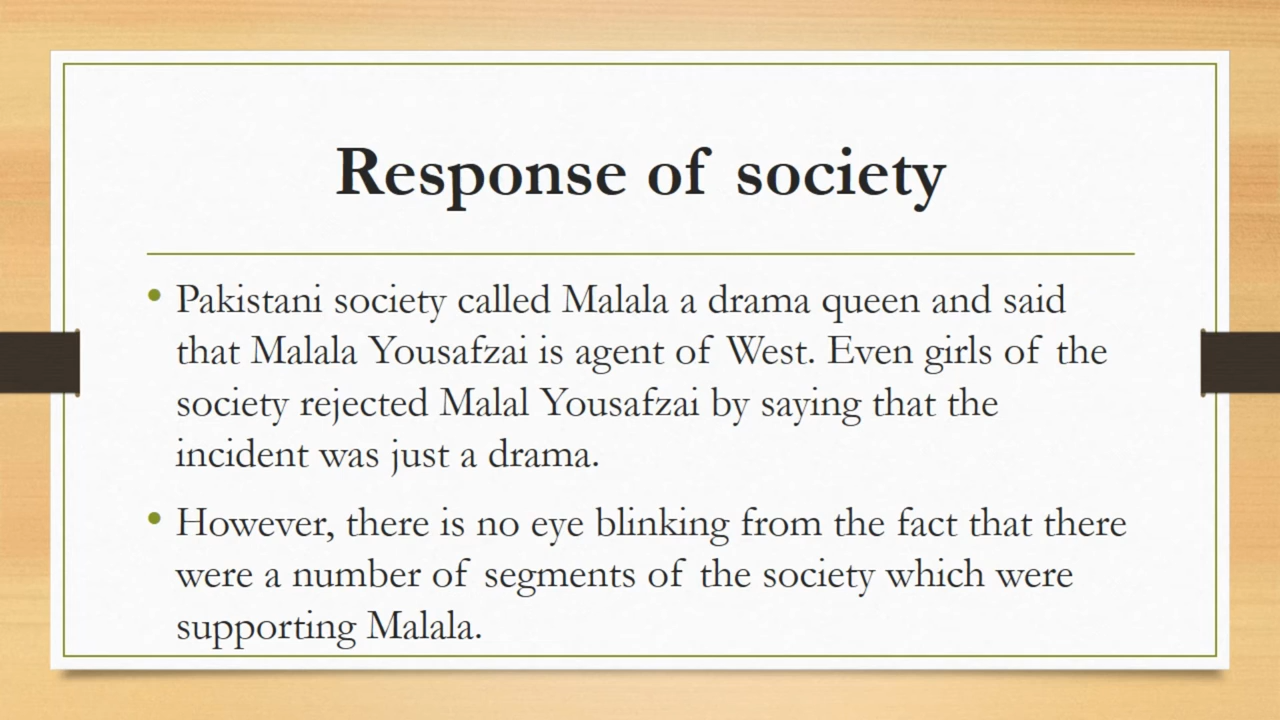 Response of society
• Pakistani society called Malala a drama queen and said
that Malala Yousafzai is agent of West. Even girls of the
society rejected Malal Yousafzai by saying that the
incident was just a drama.
• However, there is no eye blinking from the fact that there
were a number of segments of the society which were
supporting Malala.